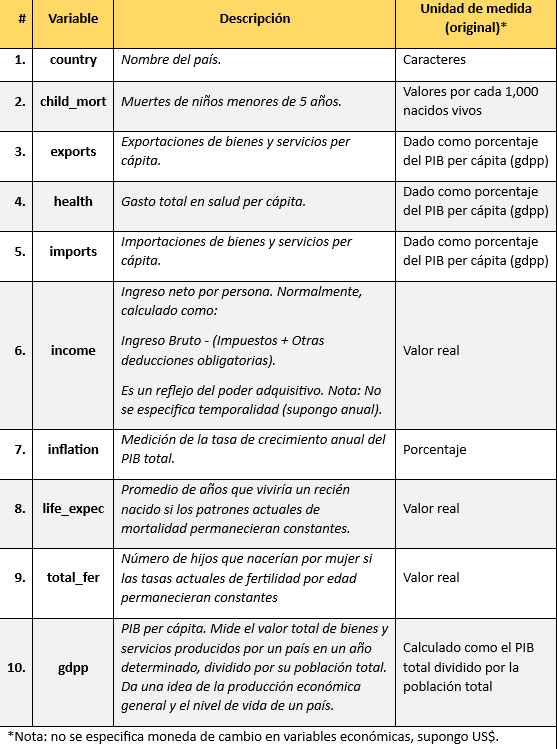 # Variable Descripción Unidad de medida
(original)*
1. country Nombre del país. Caracteres
2. child_mort Muertes de niños menores de 5 años. Valores por cada 1,000
nacidos vivos
3. exports Exportaciones de bienes y servicios per
cápita. Dado como porcentaje
del PIB per cápita (gdpp)
4. health Gasto total en salud per cápita. Dado como porcentaje
del PIB per cápita (gdpp)
5. imports Importaciones de bienes y servicios per
cápita. Dado como porcentaje
del PIB per cápita (gdpp)
6. income Ingreso neto por persona. Normalmente,
calculado como:
Ingreso Bruto - (Impuestos + Otras
deducciones obligatorias).
Es un reflejo del poder adquisitivo. Nota: No
se especifica temporalidad (supongo anual).
Valor real
7. inflation Medición de la tasa de crecimiento anual del
PIB total.
Porcentaje
8. life_expec Promedio de años que viviría un recién
nacido si los patrones actuales de
mortalidad permanecieran constantes.
Valor real
9. total_fer Número de hijos que nacerían por mujer si
las tasas actuales de fertilidad por edad
permanecieran constantes
Valor real
10. gdpp PIB per cápita. Mide el valor total de bienes y
servicios producidos por un país en un año
determinado, dividido por su población total.
Da una idea de la producción económica
general y el nivel de vida de un país.
Calculado como el PIB
total dividido por la
población total
*Nota: no se especifica moneda de cambio en variables económicas, supongo US$.